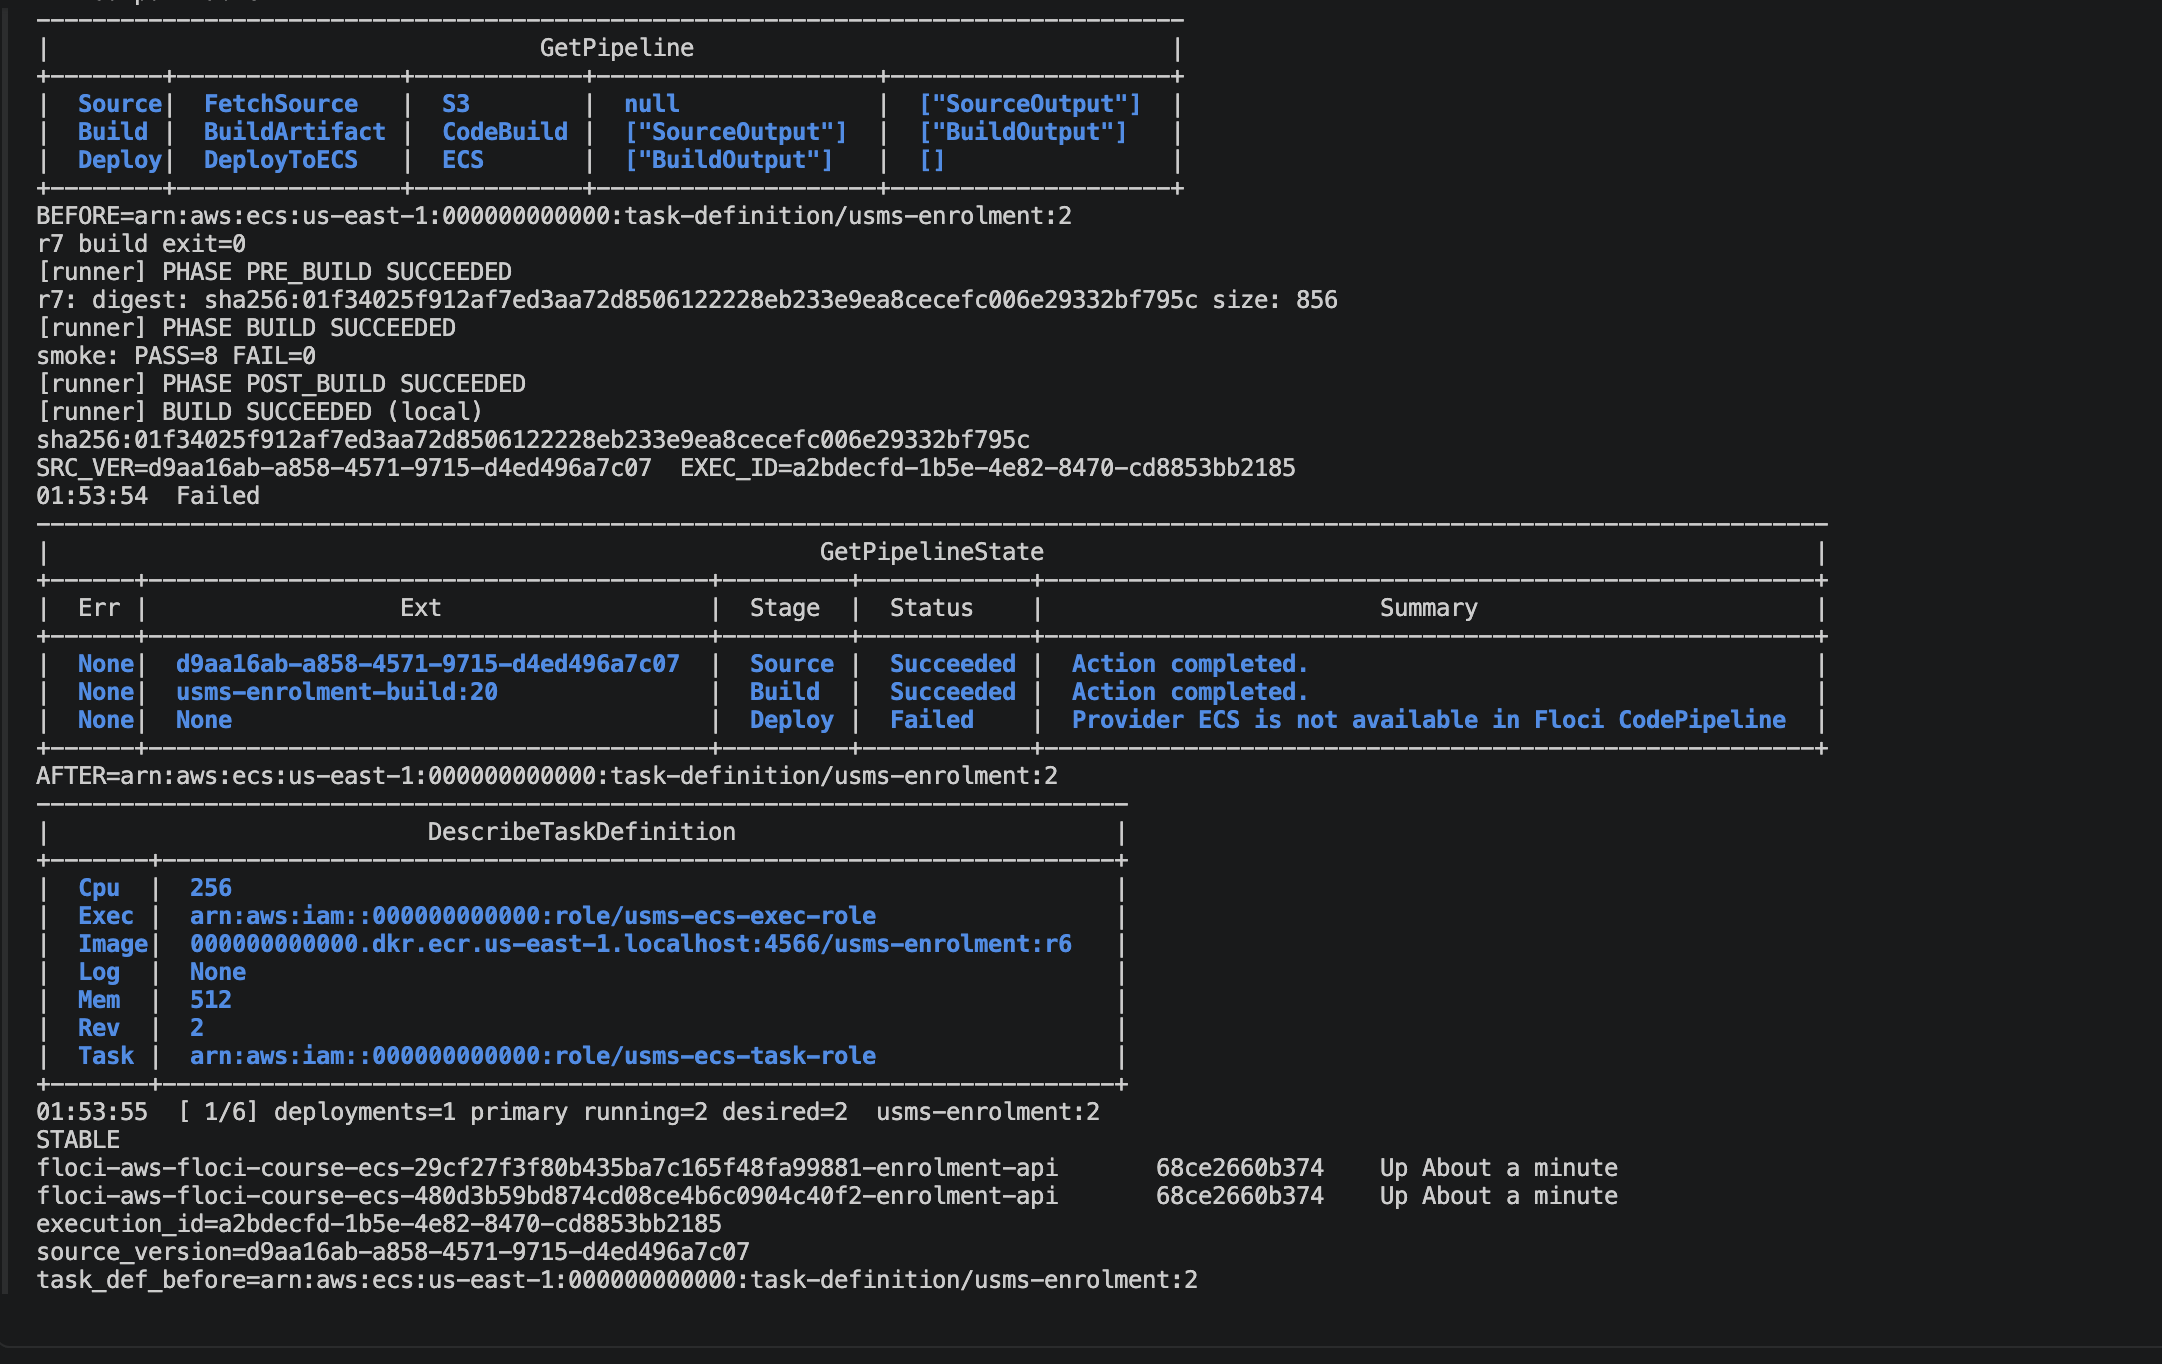 GetPipeline
| Source| FetchSource | S3 | null | ["SourceOutput"] |
| Build | BuildArtifact | CodeBuild | ["SourceOutput"] | ["BuildOutput"] |
| Deploy| DeployToECS | ECS | ["BuildOutput"] | [] |
BEFORE=arn:aws:ecs:us-east-1:000000000000:task-definition/usms-enrolment:2
r7 build exit=0
[runner] PHASE PRE_BUILD SUCCEEDED
r7: digest: sha256:01f34025f912af7ed3aa72d8506122228eb233e9ea8cecefc006e29332bf795c size: 856
[runner] PHASE BUILD SUCCEEDED
smoke: PASS=8 FAIL=0
[runner] PHASE POST_BUILD SUCCEEDED
[runner] BUILD SUCCEEDED (local)
sha256:01f34025f912af7ed3aa72d8506122228eb233e9ea8cecefc006e29332bf795c
SRC_VER=d9aa16ab-a858-4571-9715-d4ed496a7c07  EXEC_ID=a2bdecfd-1b5e-4e82-8470-cd8853bb2185
01:53:54  Failed
GetPipelineState
| Err | Ext | Stage | Status | Summary |
| None| d9aa16ab-a858-4571-9715-d4ed496a7c07 | Source | Succeeded | Action completed. |
| None| usms-enrolment-build:20 | Build | Succeeded | Action completed. |
| None| None | Deploy | Failed | Provider ECS is not available in Floci CodePipeline |
AFTER=arn:aws:ecs:us-east-1:000000000000:task-definition/usms-enrolment:2
DescribeTaskDefinition
| Cpu | 256 |
| Exec | arn:aws:iam::000000000000:role/usms-ecs-exec-role |
| Image| 000000000000.dkr.ecr.us-east-1.localhost:4566/usms-enrolment:r6 |
| Log | None |
| Mem | 512 |
| Rev | 2 |
| Task | arn:aws:iam::000000000000:role/usms-ecs-task-role |
01:53:55  [ 1/6] deployments=1 primary running=2 desired=2  usms-enrolment:2
STABLE
floci-aws-floci-course-ecs-29cf27f3f80b435ba7c165f48fa99881-enrolment-api  68ce2660b374  Up About a minute
floci-aws-floci-course-ecs-480d3b59bd874cd08ce4b6c0904c40f2-enrolment-api  68ce2660b374  Up About a minute
execution_id=a2bdecfd-1b5e-4e82-8470-cd8853bb2185
source_version=d9aa16ab-a858-4571-9715-d4ed496a7c07
task_def_before=arn:aws:ecs:us-east-1:000000000000:task-definition/usms-enrolment:2